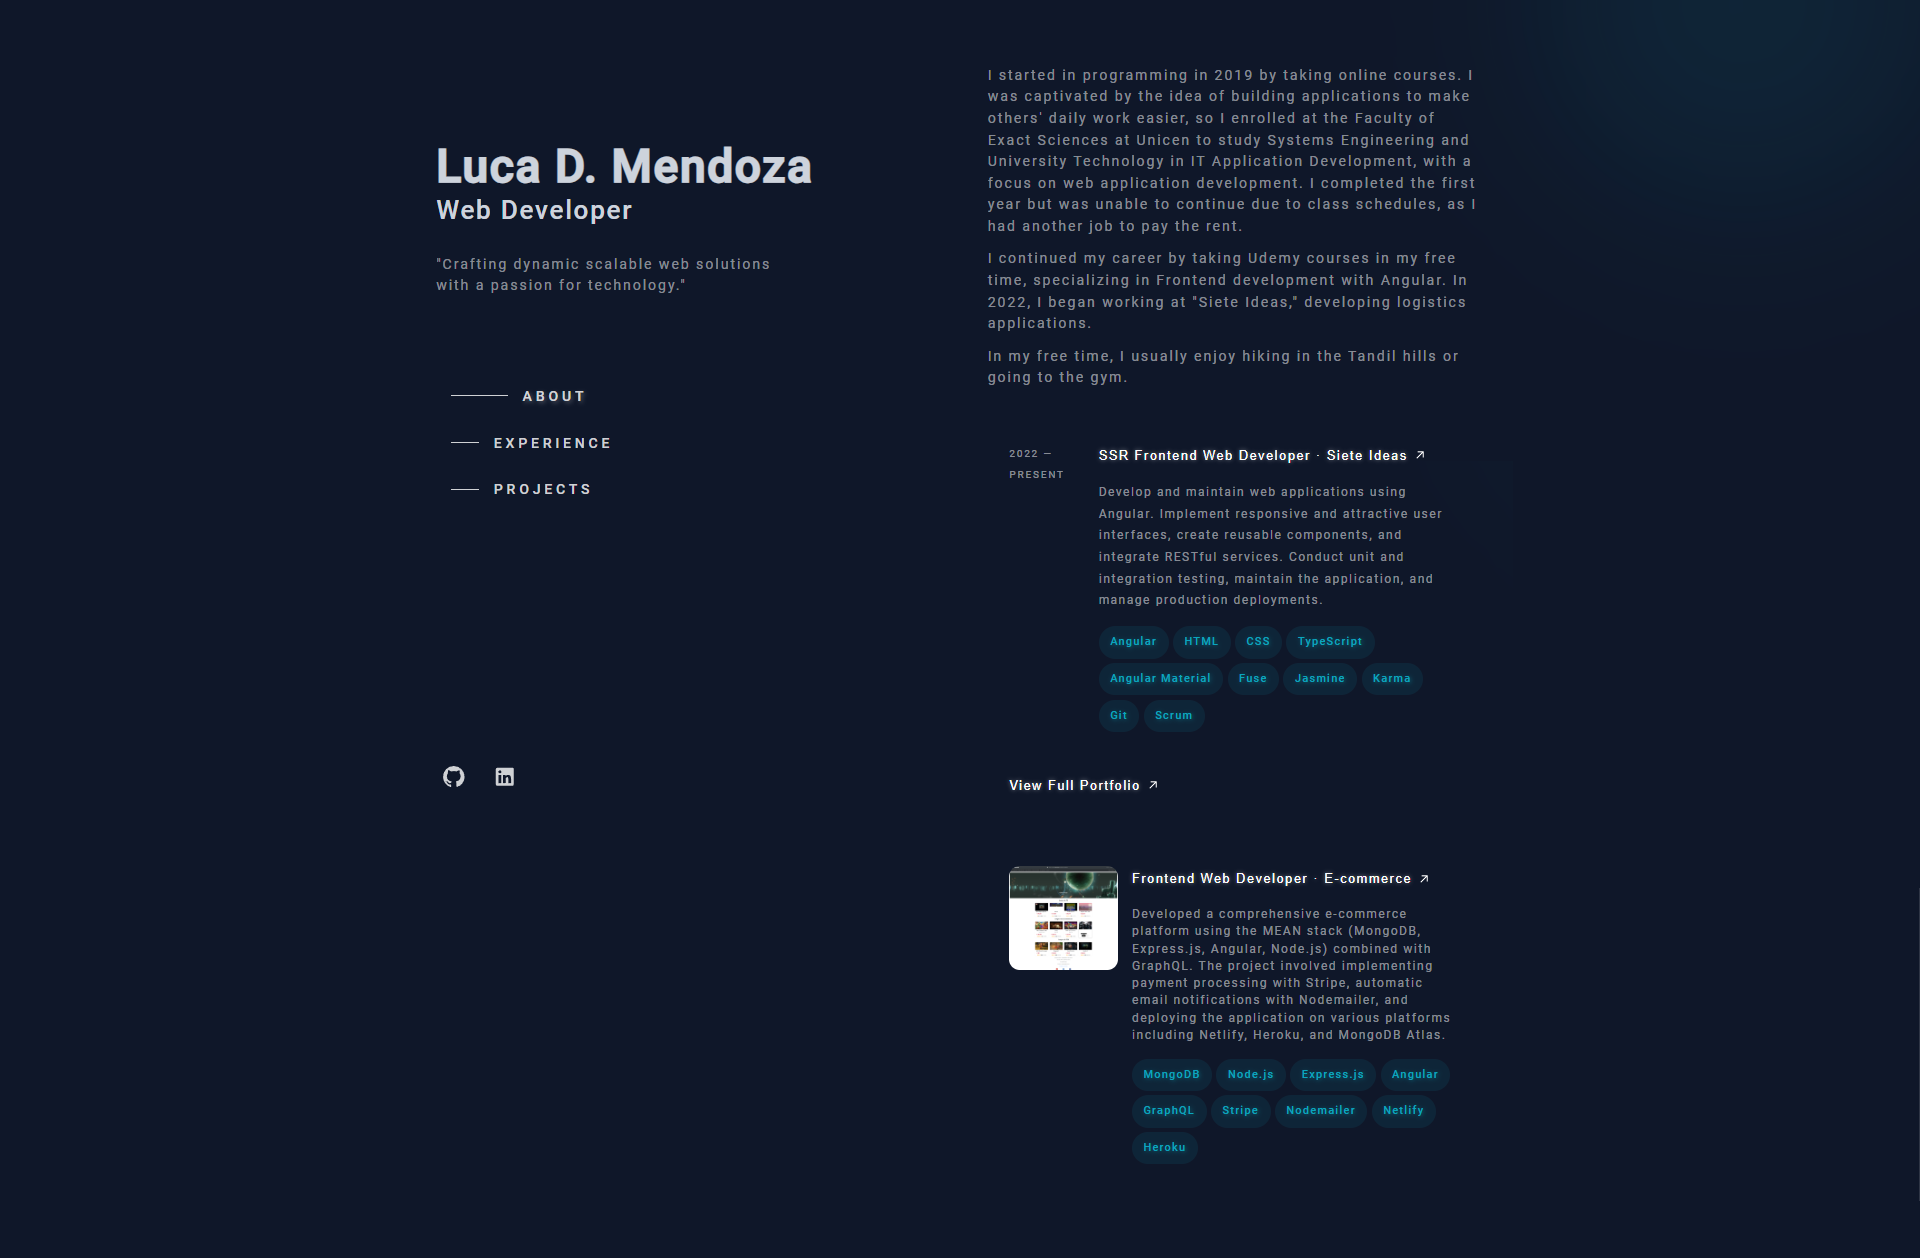 Luca D. Mendoza
Web Developer
"Crafting dynamic scalable web solutions
with a passion for technology."
ABOUT
EXPERIENCE
PROJECTS
I started in programming in 2019 by taking online courses. I
was captivated by the idea of building applications to make
others' daily work easier, so I enrolled at the Faculty of
Exact Sciences at Unicen to study Systems Engineering and
University Technology in IT Application Development, with a
focus on web application development. I completed the first
year but was unable to continue due to class schedules, as I
had another job to pay the rent.
I continued my career by taking Udemy courses in my free
time, specializing in Frontend development with Angular. In
2022, I began working at "Siete Ideas," developing logistics
applications.
In my free time, I usually enjoy hiking in the Tandil hills or
going to the gym.
2022 —
PRESENT
SSR Frontend Web Developer · Siete Ideas
Develop and maintain web applications using
Angular. Implement responsive and attractive user
interfaces, create reusable components, and
integrate RESTful services. Conduct unit and
integration testing, maintain the application, and
manage production deployments.
Angular HTML CSS TypeScript
Angular Material Fuse Jasmine Karma
Git Scrum
View Full Portfolio
Frontend Web Developer · E-commerce
Developed a comprehensive e-commerce
platform using the MEAN stack (MongoDB,
Express.js, Angular, Node.js) combined with
GraphQL. The project involved implementing
payment processing with Stripe, automatic
email notifications with Nodemailer, and
deploying the application on various platforms
including Netlify, Heroku, and MongoDB Atlas.
MongoDB Node.js Express.js Angular
GraphQL Stripe Nodemailer Netlify
Heroku